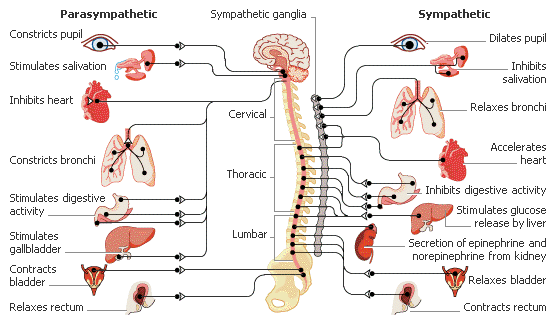 Parasympathetic
Sympathetic ganglia
Sympathetic
Constricts pupil
Stimulates salivation
Inhibits heart
Constricts bronchi
Stimulates digestive
activity
Stimulates
gallbladder
Contracts
bladder
Relaxes rectum
Cervical
Thoracic
Lumbar
Dilates pupil
Inhibits
salivation
Relaxes bronchi
Accelerates
heart
Inhibits digestive activity
Stimulates glucose
release by liver
Secretion of epinephrine and
norepinephrine from kidney
Relaxes bladder
Contracts rectum